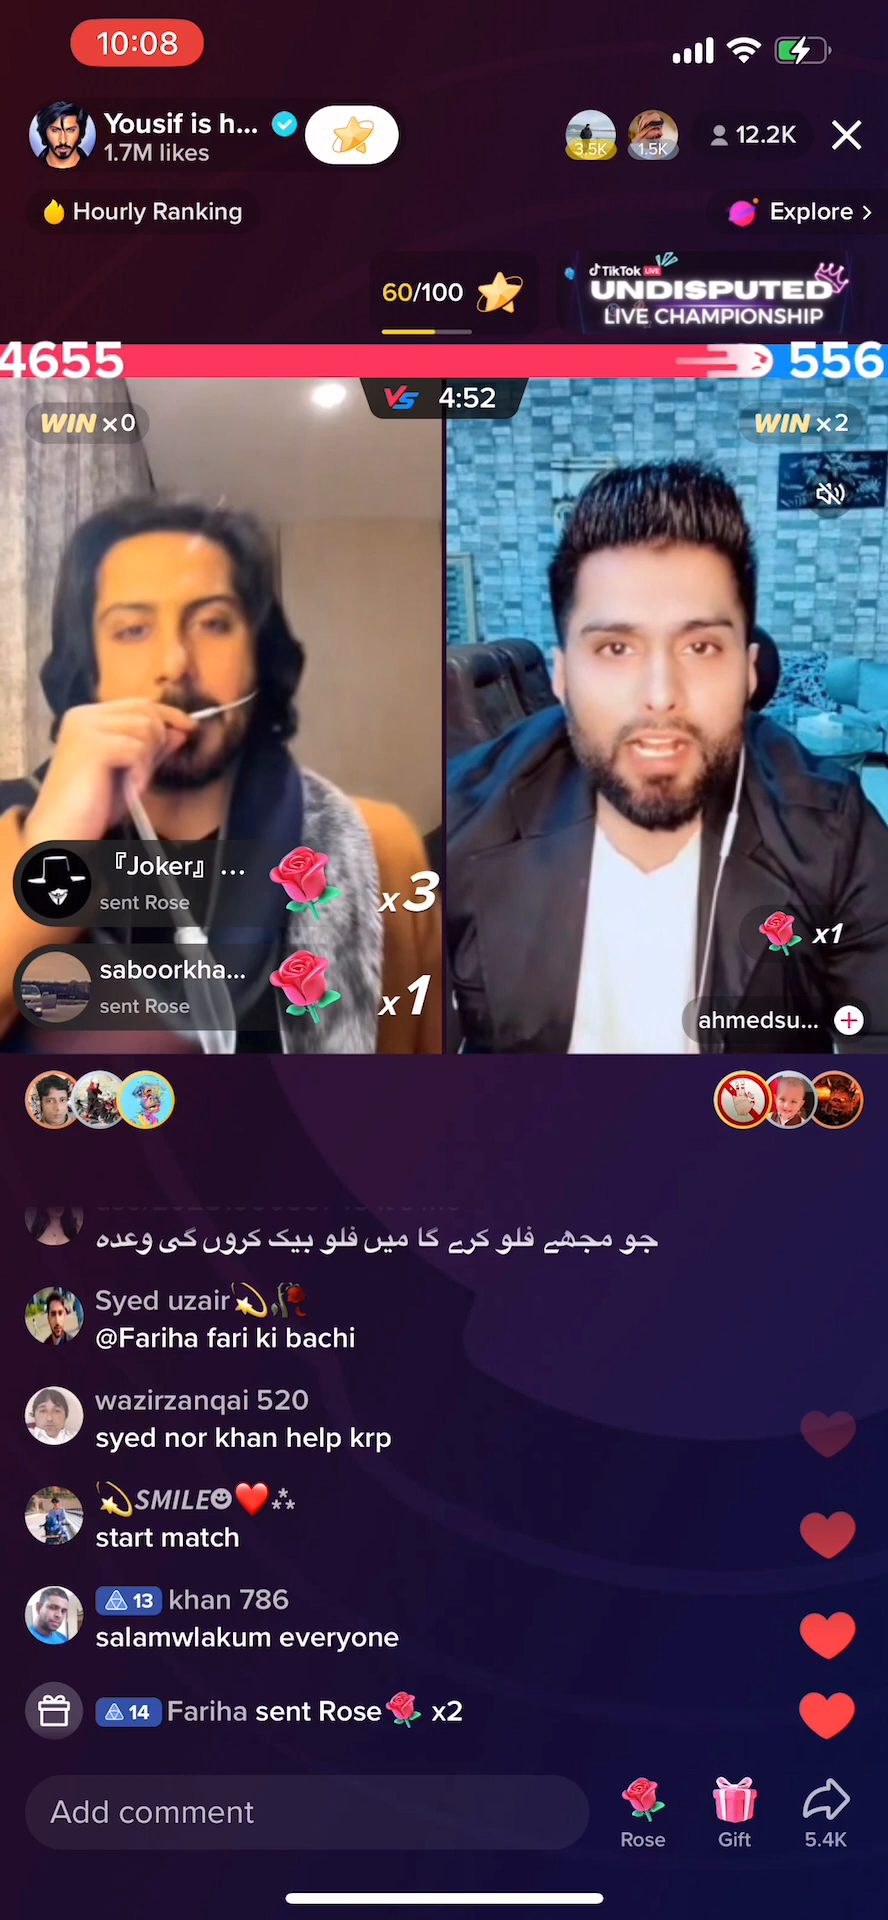 10:08
Yousif is h...
1.7M likes
3.5K
1.5K
12.2K
Hourly Ranking
Explore >
60/100
TikTok LIVE
UNDISPUTED
LIVE CHAMPIONSHIP
4655
556
VS 4:52
WIN x0
WIN x2
『Joker』 ...
sent Rose
x3
saboorkha...
sent Rose
x1
x1
ahmedsu...
جو مجھے فلو کرے گا میں فلو بیک کروں گی وعدہ
Syed uzair
@Fariha fari ki bachi
wazirzanqai 520
syed nor khan help krp
SMILE
start match
13 khan 786
salamwlakum everyone
14 Fariha sent Rose x2
Add comment
Rose
Gift
5.4K